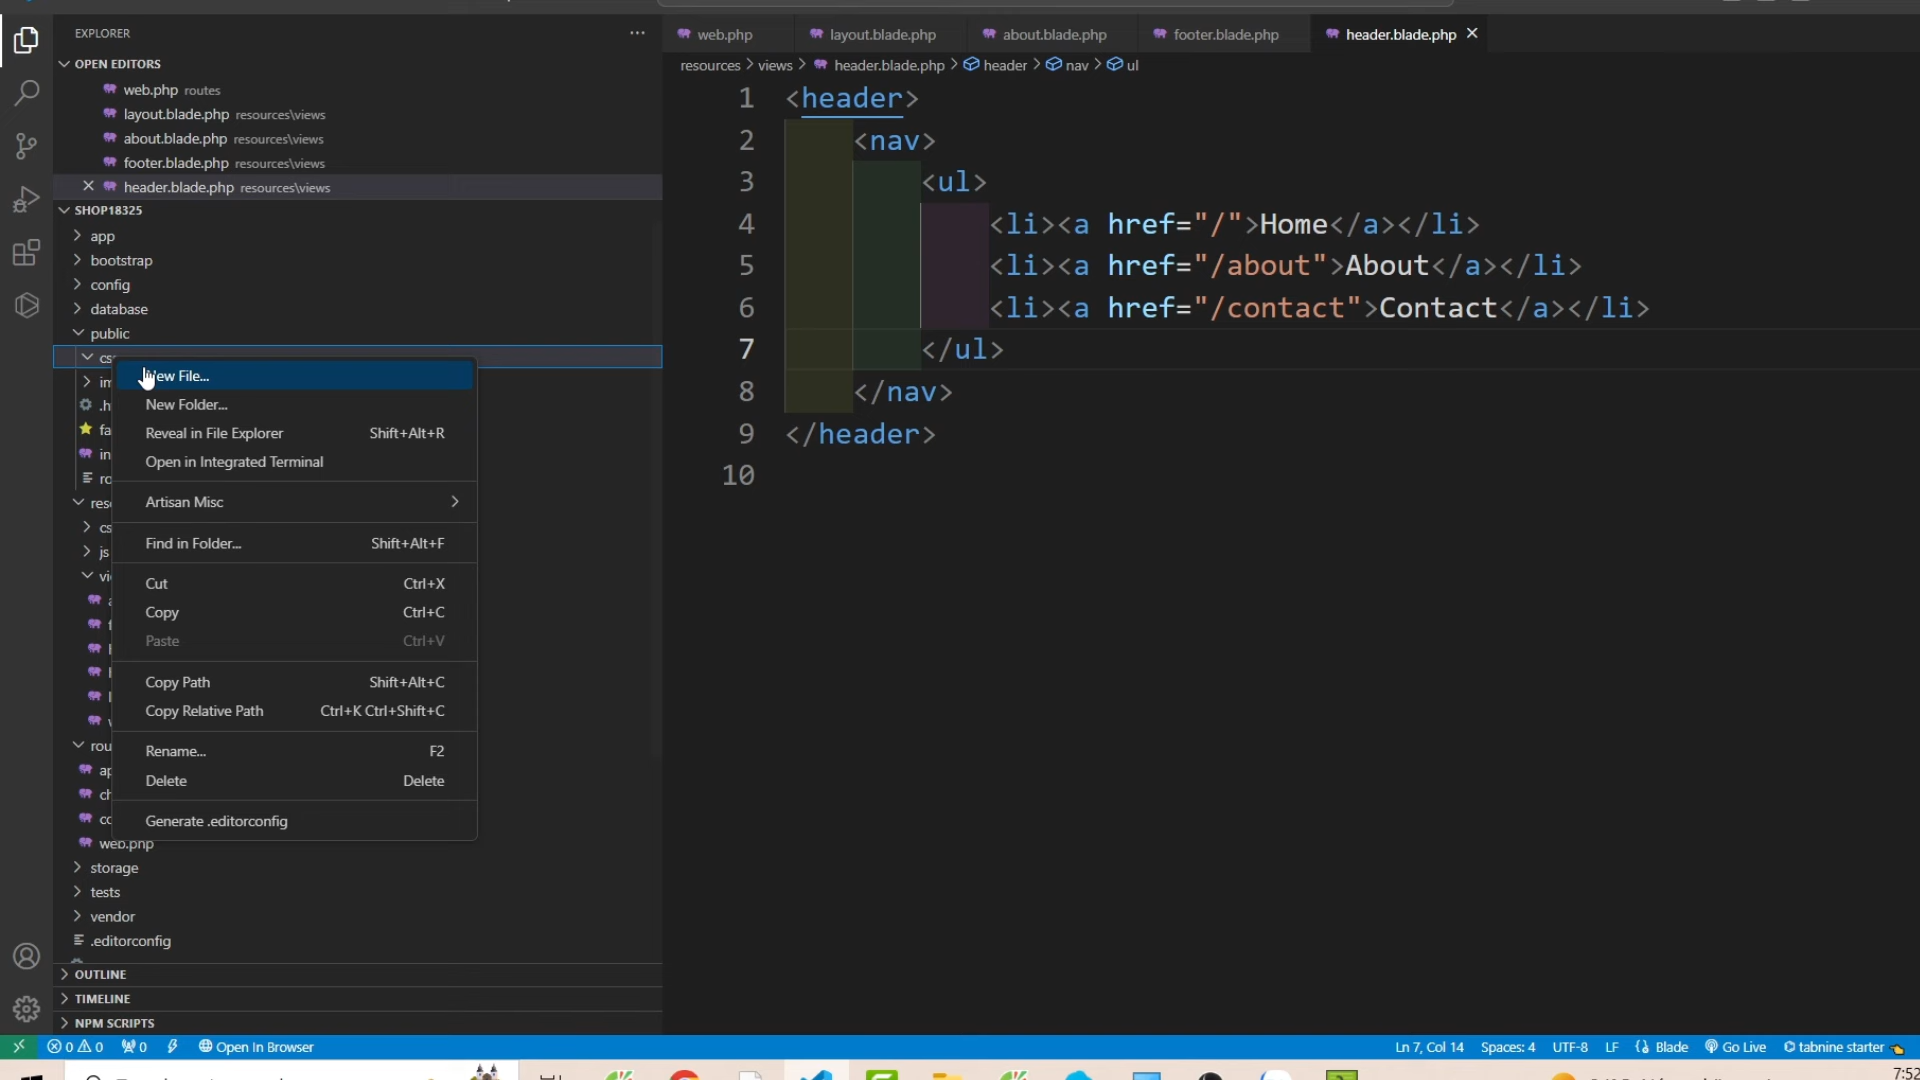 EXPLORER
OPEN EDITORS
web.php routes
layout.blade.php resources\views
about.blade.php resources\views
footer.blade.php resources\views
header.blade.php resources\views
SHOP18325
app
bootstrap
config
database
public
New File...
New Folder...
Reveal in File Explorer Shift+Alt+R
Open in Integrated Terminal
Artisan Misc
Find in Folder... Shift+Alt+F
Cut Ctrl+X
Copy Ctrl+C
Paste Ctrl+V
Copy Path Shift+Alt+C
Copy Relative Path Ctrl+K Ctrl+Shift+C
Rename... F2
Delete Delete
Generate .editorconfig
web.php
storage
tests
vendor
.editorconfig
OUTLINE
TIMELINE
NPM SCRIPTS
web.php layout.blade.php about.blade.php footer.blade.php header.blade.php
resources > views > header.blade.php > header > nav > ul
1 <header>
2 <nav>
3 <ul>
4 <li><a href="/">Home</a></li>
5 <li><a href="/about">About</a></li>
6 <li><a href="/contact">Contact</a></li>
7 </ul>
8 </nav>
9 </header>
10
0 0 0 Open In Browser Ln 7, Col 14 Spaces: 4 UTF-8 LF Blade Go Live tabnine starter
7:52